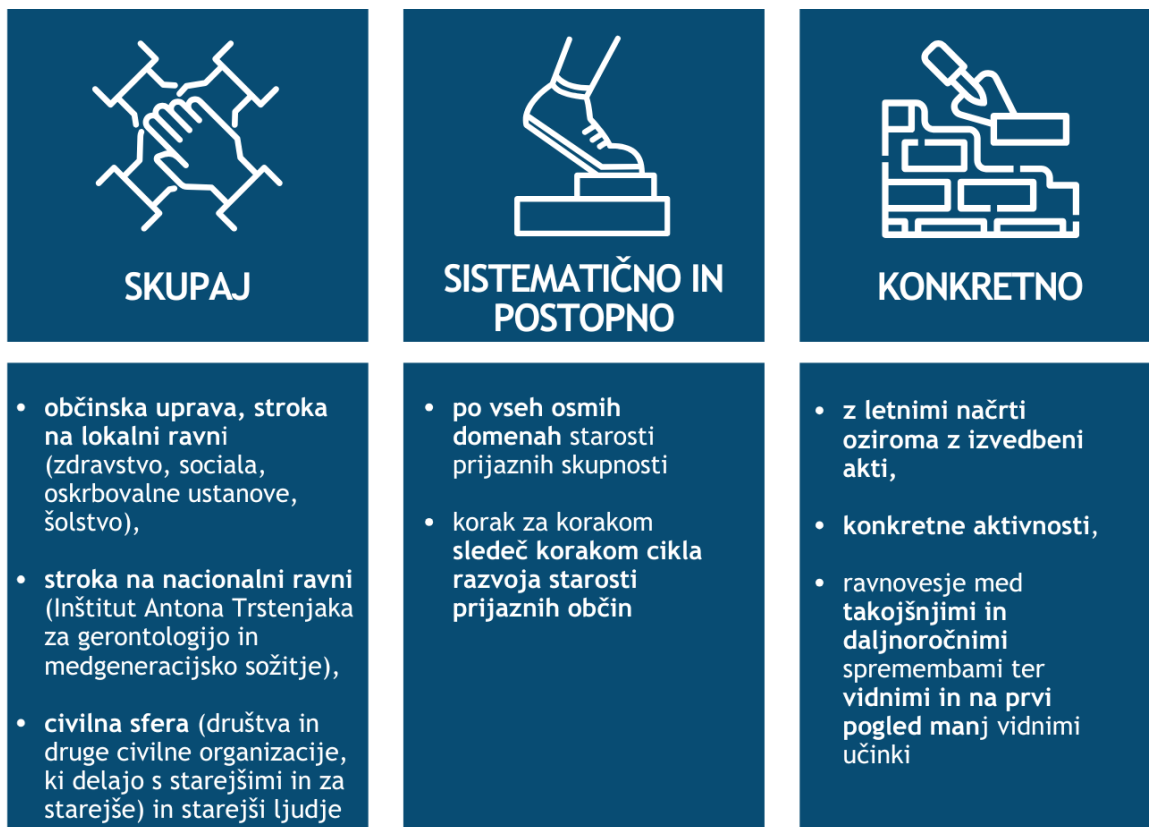 SKUPAJ
• občinska uprava, stroka
na lokalni ravni
(zdravstvo, sociala,
oskrbovalne ustanove,
šolstvo),
• stroka na nacionalni ravni
(Inštitut Antona Trstenjaka
za gerontologijo in
medgeneracijsko sožitje),
• civilna sfera (društva in
druge civilne organizacije,
ki delajo s starejšimi in za
starejše) in starejši ljudje
SISTEMATIČNO IN
POSTOPNO
• po vseh osmih
domenah starosti
prijaznih skupnosti
• korak za korakom
sledeč korakom cikla
razvoja starosti
prijaznih občin
KONKRETNO
• z letnimi načrti
oziroma z izvedbeni
akti,
• konkretne aktivnosti,
• ravnovesje med
takojšnjimi in
daljnoročnimi
spremembami ter
vidnimi in na prvi
pogled manj vidnimi
učinki